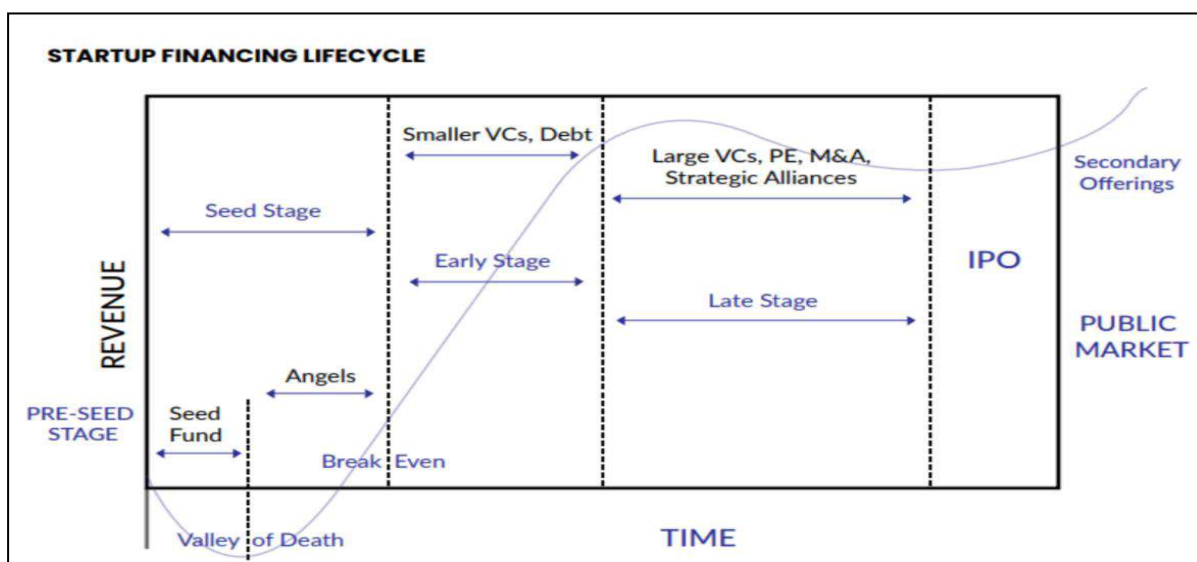 STARTUP FINANCING LIFECYCLE
Smaller VCs, Debt
Large VCs, PE, M&A,
Strategic Alliances
Secondary
Offerings
Seed Stage
Early Stage
IPO
Late Stage
REVENUE
PUBLIC
MARKET
Angels
PRE-SEED
STAGE
Seed
Fund
Break Even
Valley of Death
TIME